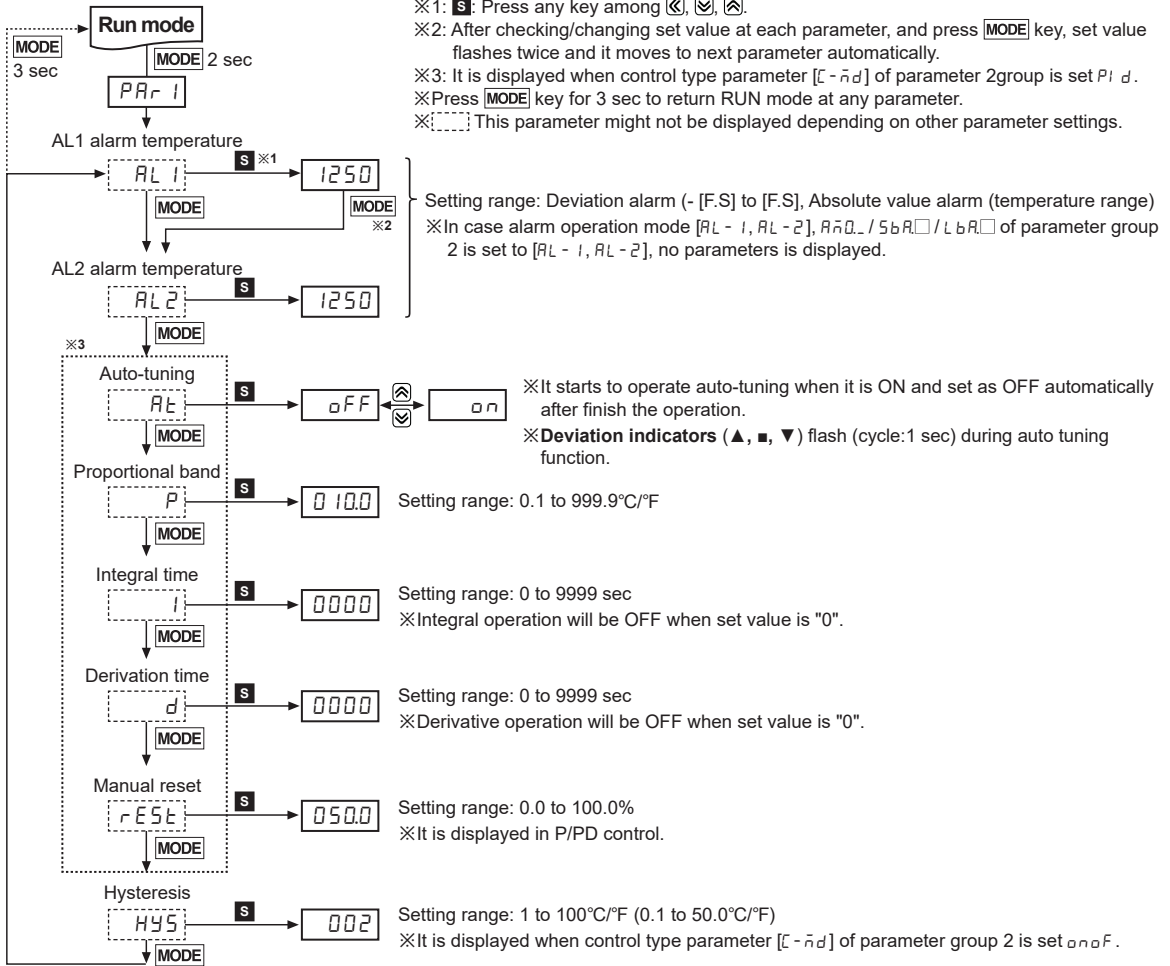 ※1: S: Press any key among «, ︾, ︽.
※2: After checking/changing set value at each parameter, and press MODE key, set value
flashes twice and it moves to next parameter automatically.
※3: It is displayed when control type parameter [C-ñd] of parameter 2group is set PI d.
※Press MODE key for 3 sec to return RUN mode at any parameter.
※[ ] This parameter might not be displayed depending on other parameter settings.
Run mode
MODE
3 sec
MODE 2 sec
PAr 1
AL1 alarm temperature
AL1
S ※1
1250
MODE
MODE
※2
Setting range: Deviation alarm (- [F.S] to [F.S], Absolute value alarm (temperature range)
※In case alarm operation mode [AL-1, AL-2], AñO._ / SbA.□ / LbA.□ of parameter group
2 is set to [AL-1, AL-2], no parameters is displayed.
AL2 alarm temperature
AL2
S
1250
MODE
※3
Auto-tuning
At
S
oFF
on
MODE
※It starts to operate auto-tuning when it is ON and set as OFF automatically
after finish the operation.
※Deviation indicators (▲, ■, ▼) flash (cycle:1 sec) during auto tuning
function.
Proportional band
P
S
010.0
MODE
Setting range: 0.1 to 999.9°C/°F
Integral time
I
S
0000
MODE
Setting range: 0 to 9999 sec
※Integral operation will be OFF when set value is "0".
Derivation time
d
S
0000
MODE
Setting range: 0 to 9999 sec
※Derivative operation will be OFF when set value is "0".
Manual reset
rESt
S
050.0
MODE
Setting range: 0.0 to 100.0%
※It is displayed in P/PD control.
Hysteresis
HYS
S
002
MODE
Setting range: 1 to 100°C/°F (0.1 to 50.0°C/°F)
※It is displayed when control type parameter [C-ñd] of parameter group 2 is set onoF.